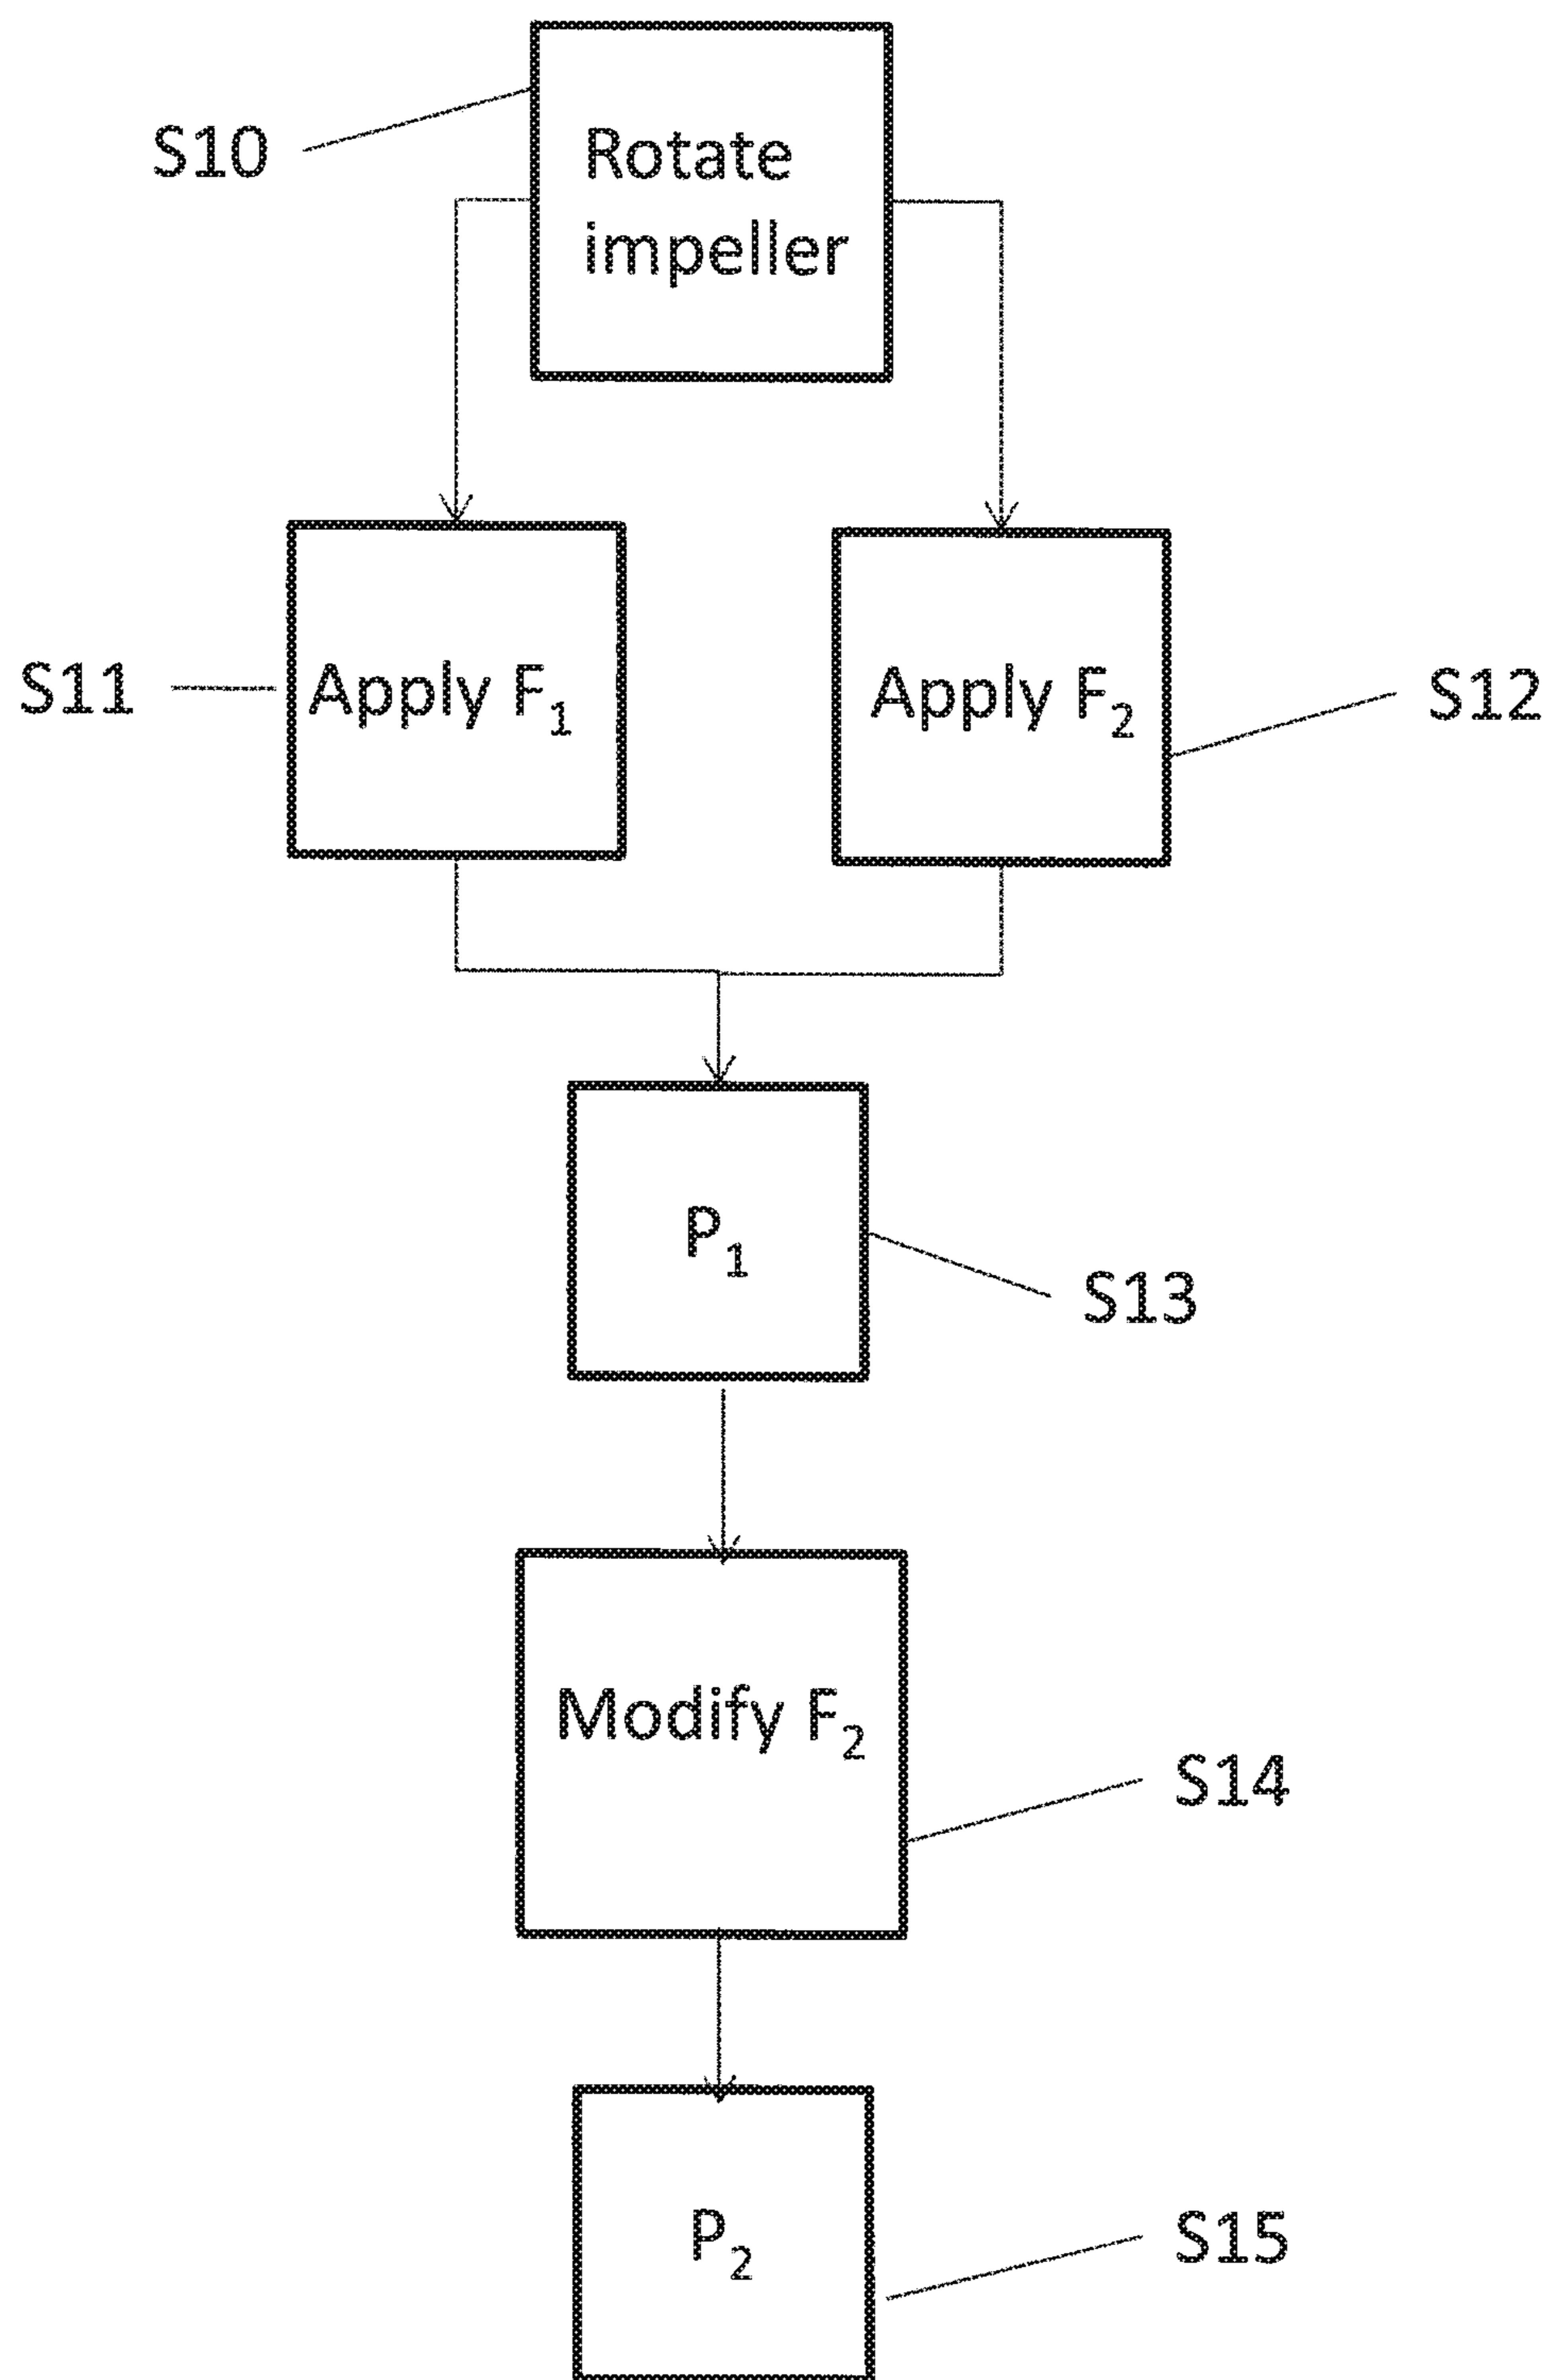 S10
Rotate
impeller
S11
Apply F₁
Apply F₂
S12
P₁
S13
Modify F₂
S14
P₂
S15